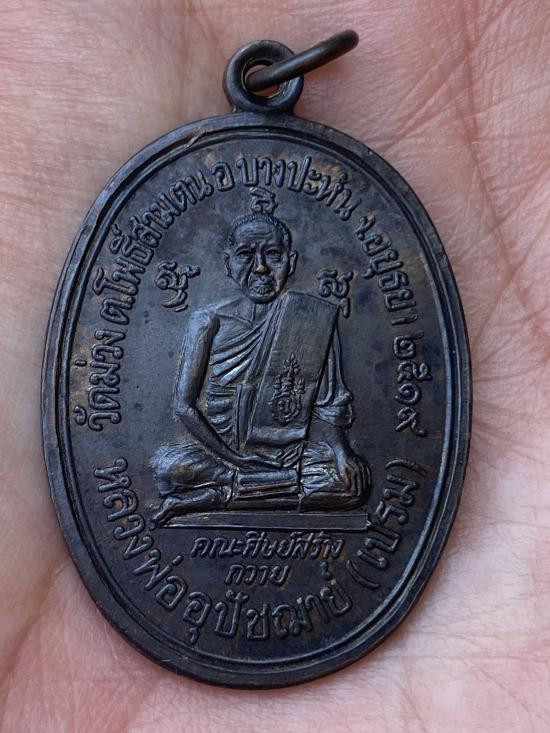 วัดม่วง ต.โพธิ์สามต้น อ.บางปะหัน จ.อยุธยา ๒๕๑๙
คณะศิษย์สร้าง
ถวาย
หลวงพ่ออุปัชฌาย์ (เปรม)